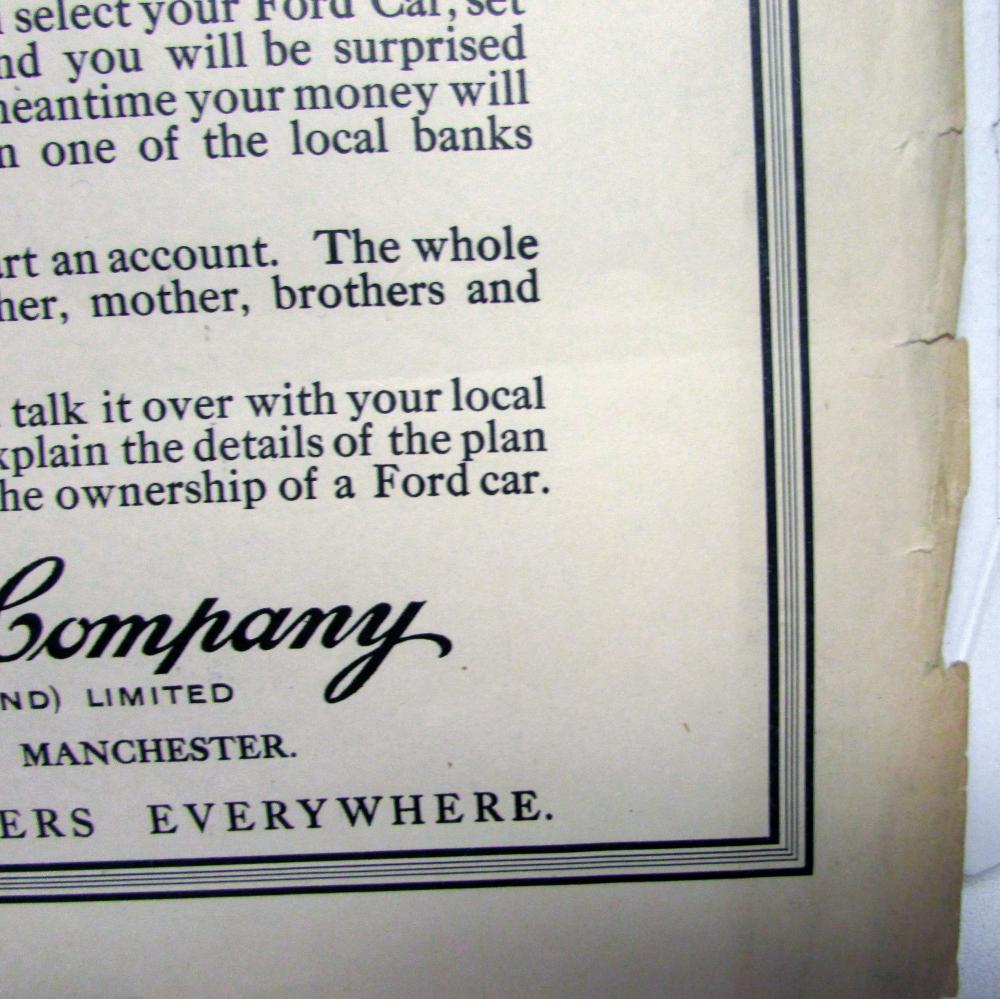 select your Ford Car, set
nd you will be surprised
neantime your money will
n one of the local banks
rt an account. The whole
her, mother, brothers and
talk it over with your local
xplain the details of the plan
he ownership of a Ford car.
Company
ND) LIMITED
MANCHESTER.
ERS EVERYWHERE.